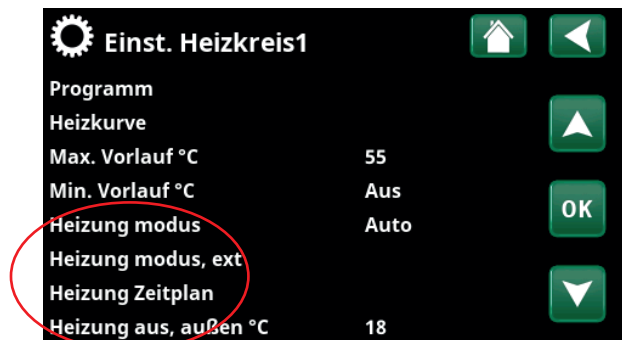 Einst. Heizkreis1
Programm
Heizkurve
Max. Vorlauf °C 55
Min. Vorlauf °C Aus
Heizung modus Auto
OK
Heizung modus, ext
Heizung Zeitplan
Heizung aus, außen °C 18